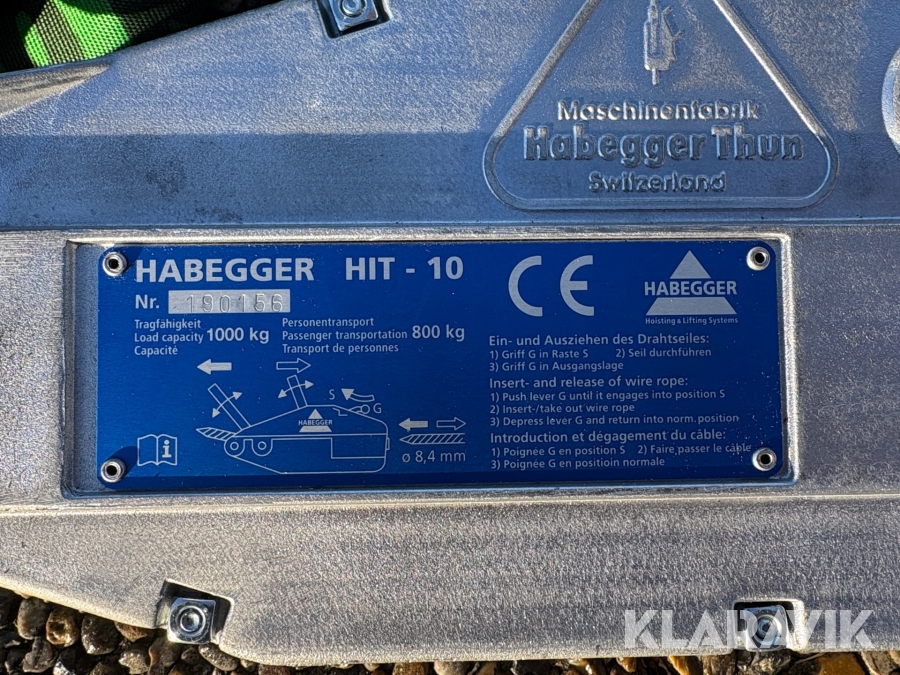 Maschinenfabrik
Habegger Thun
Switzerland
HABEGGER HIT - 10
Nr. 190156
Tragfähigkeit
Load capacity 1000 kg
Capacité
Personentransport
Passenger transportation 800 kg
Transport de personnes
CE
HABEGGER
Hoisting & Lifting Systems
S
G
HABEGGER
i
ø 8,4 mm
Ein- und Ausziehen des Drahtseiles:
1) Griff G in Raste S 2) Seil durchführen
3) Griff G in Ausgangslage
Insert- and release of wire rope:
1) Push lever G until it engages into position S
2) Insert-/take out wire rope
3) Depress lever G and return into norm. position
Introduction et dégagement du câble:
1) Poignée G en position S 2) Faire passer le câble
3) Poignée G en positioin normale
KLARAVIK